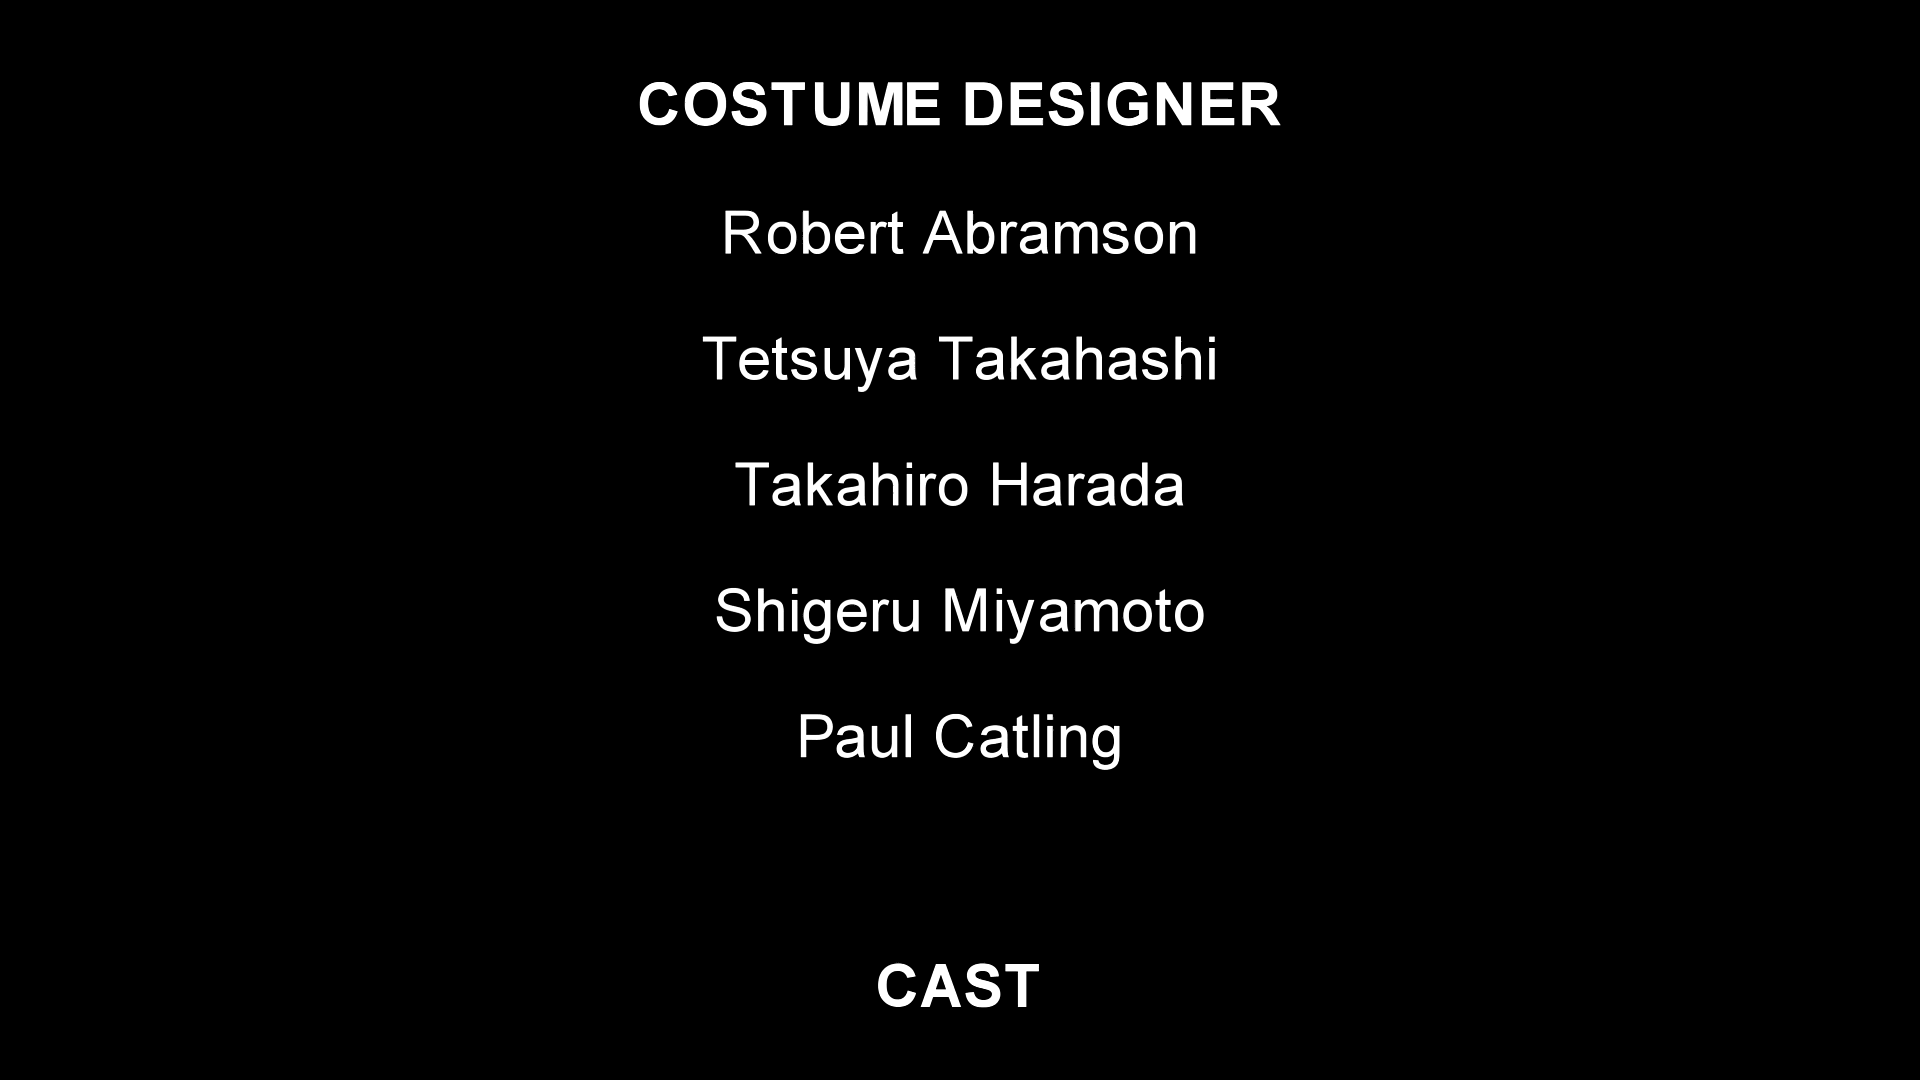 COSTUME DESIGNER
Robert Abramson
Tetsuya Takahashi
Takahiro Harada
Shigeru Miyamoto
Paul Catling
CAST